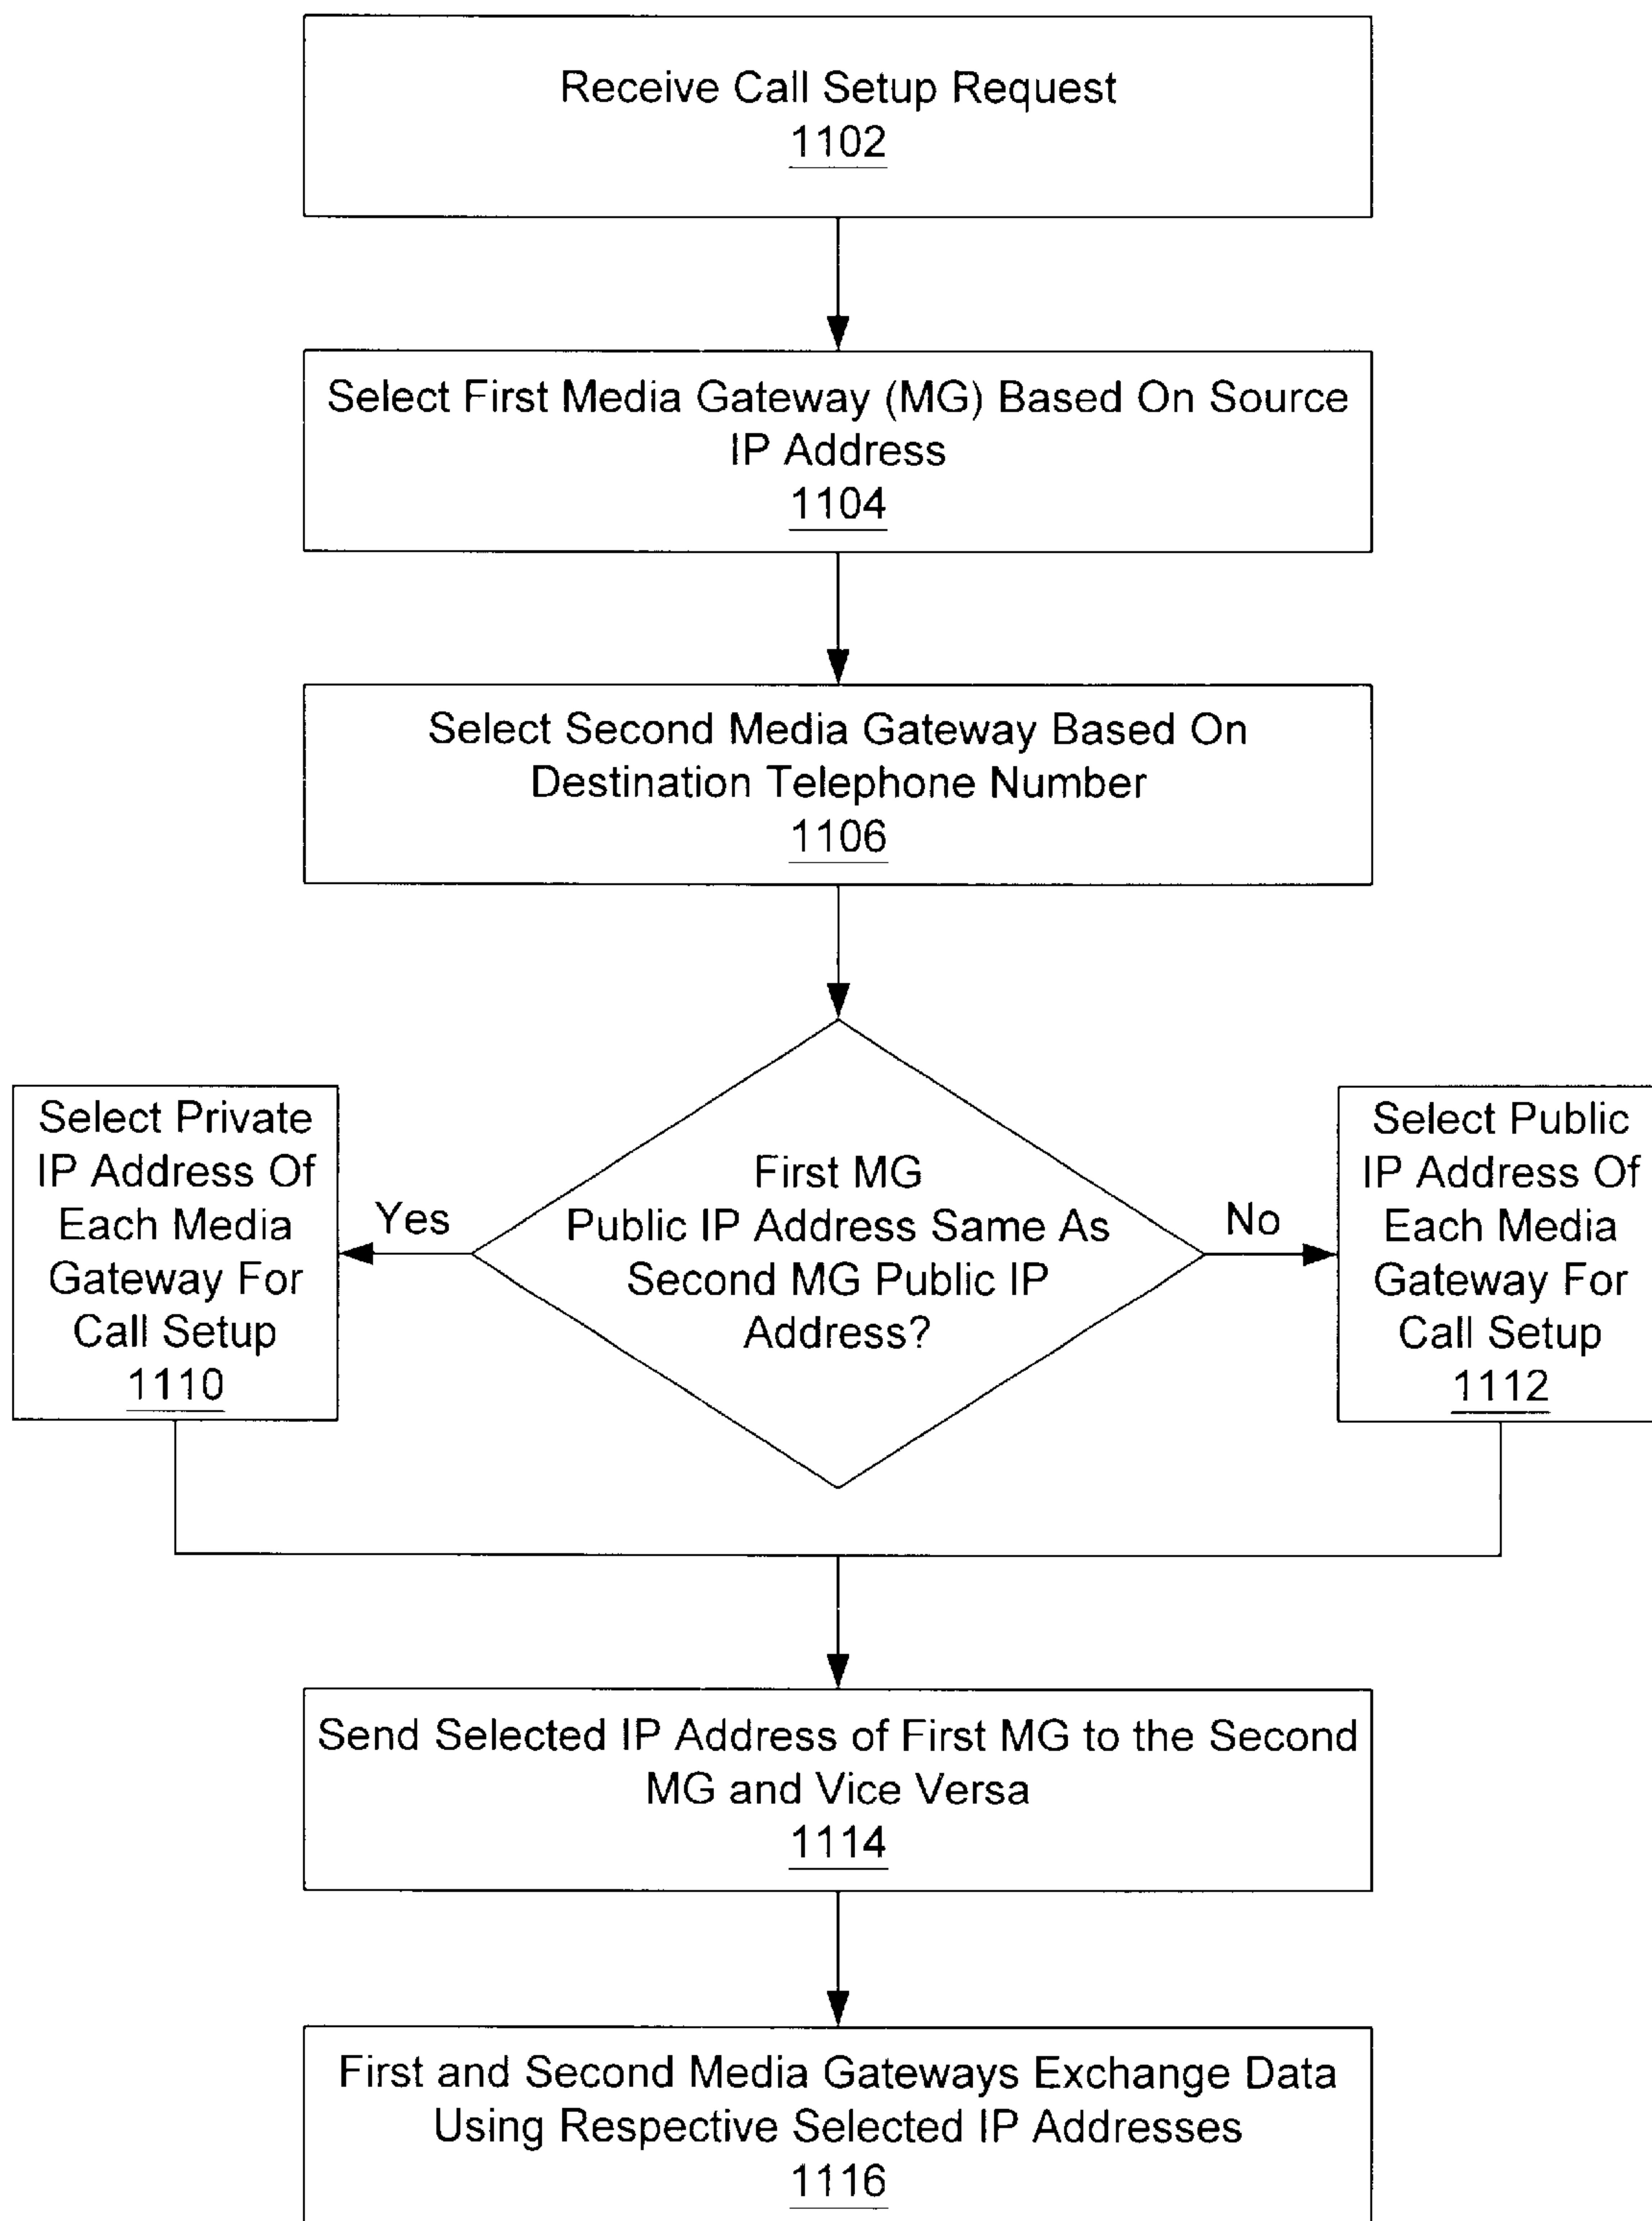 Receive Call Setup Request
1102
Select First Media Gateway (MG) Based On Source
IP Address
1104
Select Second Media Gateway Based On
Destination Telephone Number
1106
Select Private
IP Address Of
Each Media
Gateway For
Call Setup
1110
Yes
First MG
Public IP Address Same As
Second MG Public IP
Address?
No
Select Public
IP Address Of
Each Media
Gateway For
Call Setup
1112
Send Selected IP Address of First MG to the Second
MG and Vice Versa
1114
First and Second Media Gateways Exchange Data
Using Respective Selected IP Addresses
1116